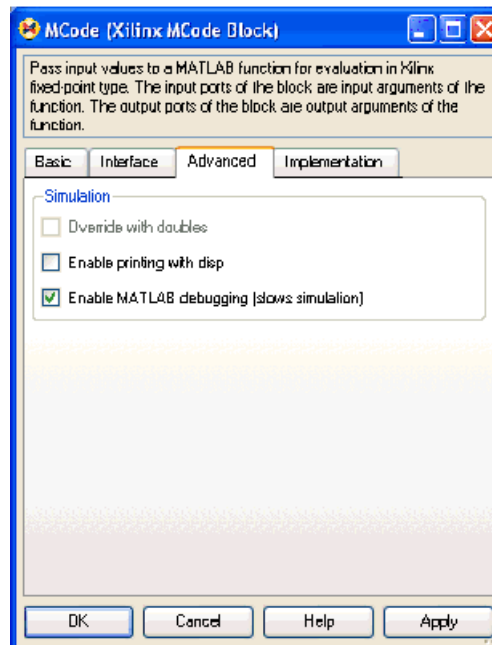 MCode (Xilinx MCode Block)
Pass input values to a MATLAB function for evaluation in Xilinx
fixed-point type. The input ports of the block are input arguments of the
function. The output ports of the block are output arguments of the
function.
Basic Interface Advanced Implementation
Simulation
Override with doubles
Enable printing with disp
Enable MATLAB debugging (slows simulation)
OK Cancel Help Apply